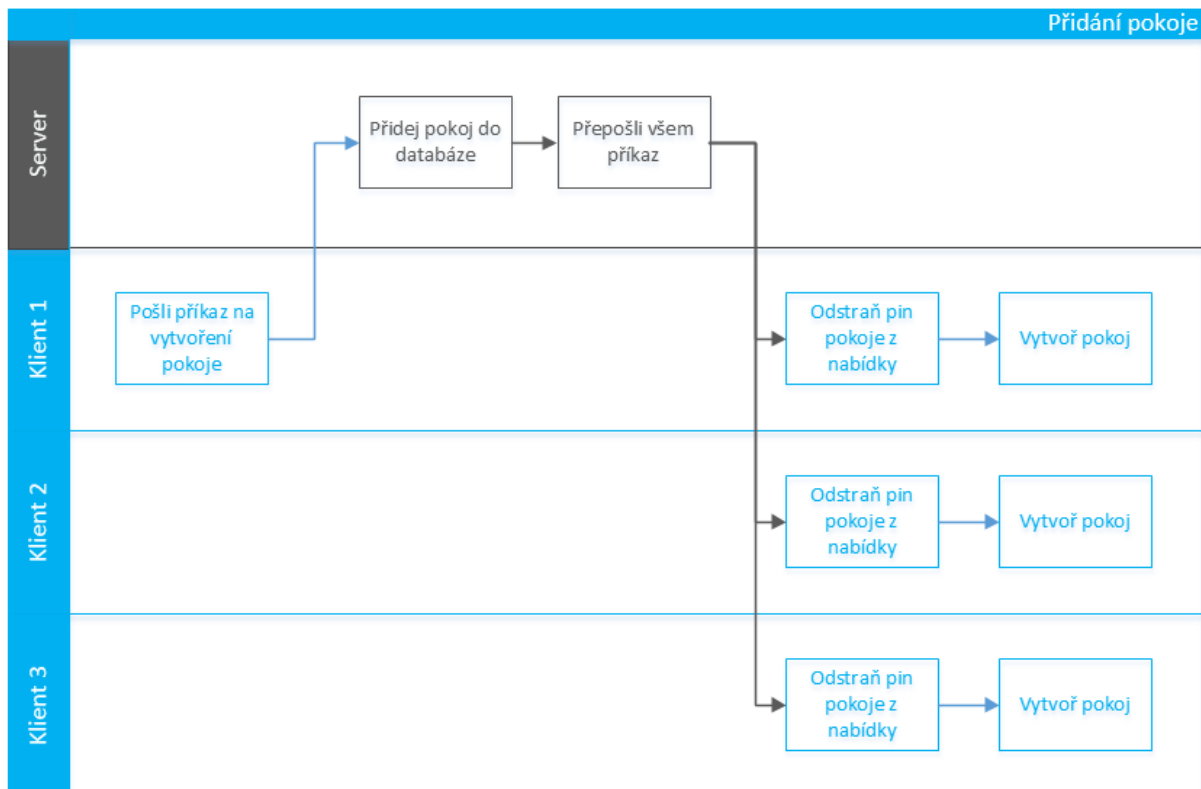 Přidání pokoje
Server
Přidej pokoj do
databáze
Přepošli všem
příkaz
Klient 1
Pošli příkaz na
vytvoření
pokoje
Odstraň pin
pokoje z
nabídky
Vytvoř pokoj
Klient 2
Odstraň pin
pokoje z
nabídky
Vytvoř pokoj
Klient 3
Odstraň pin
pokoje z
nabídky
Vytvoř pokoj